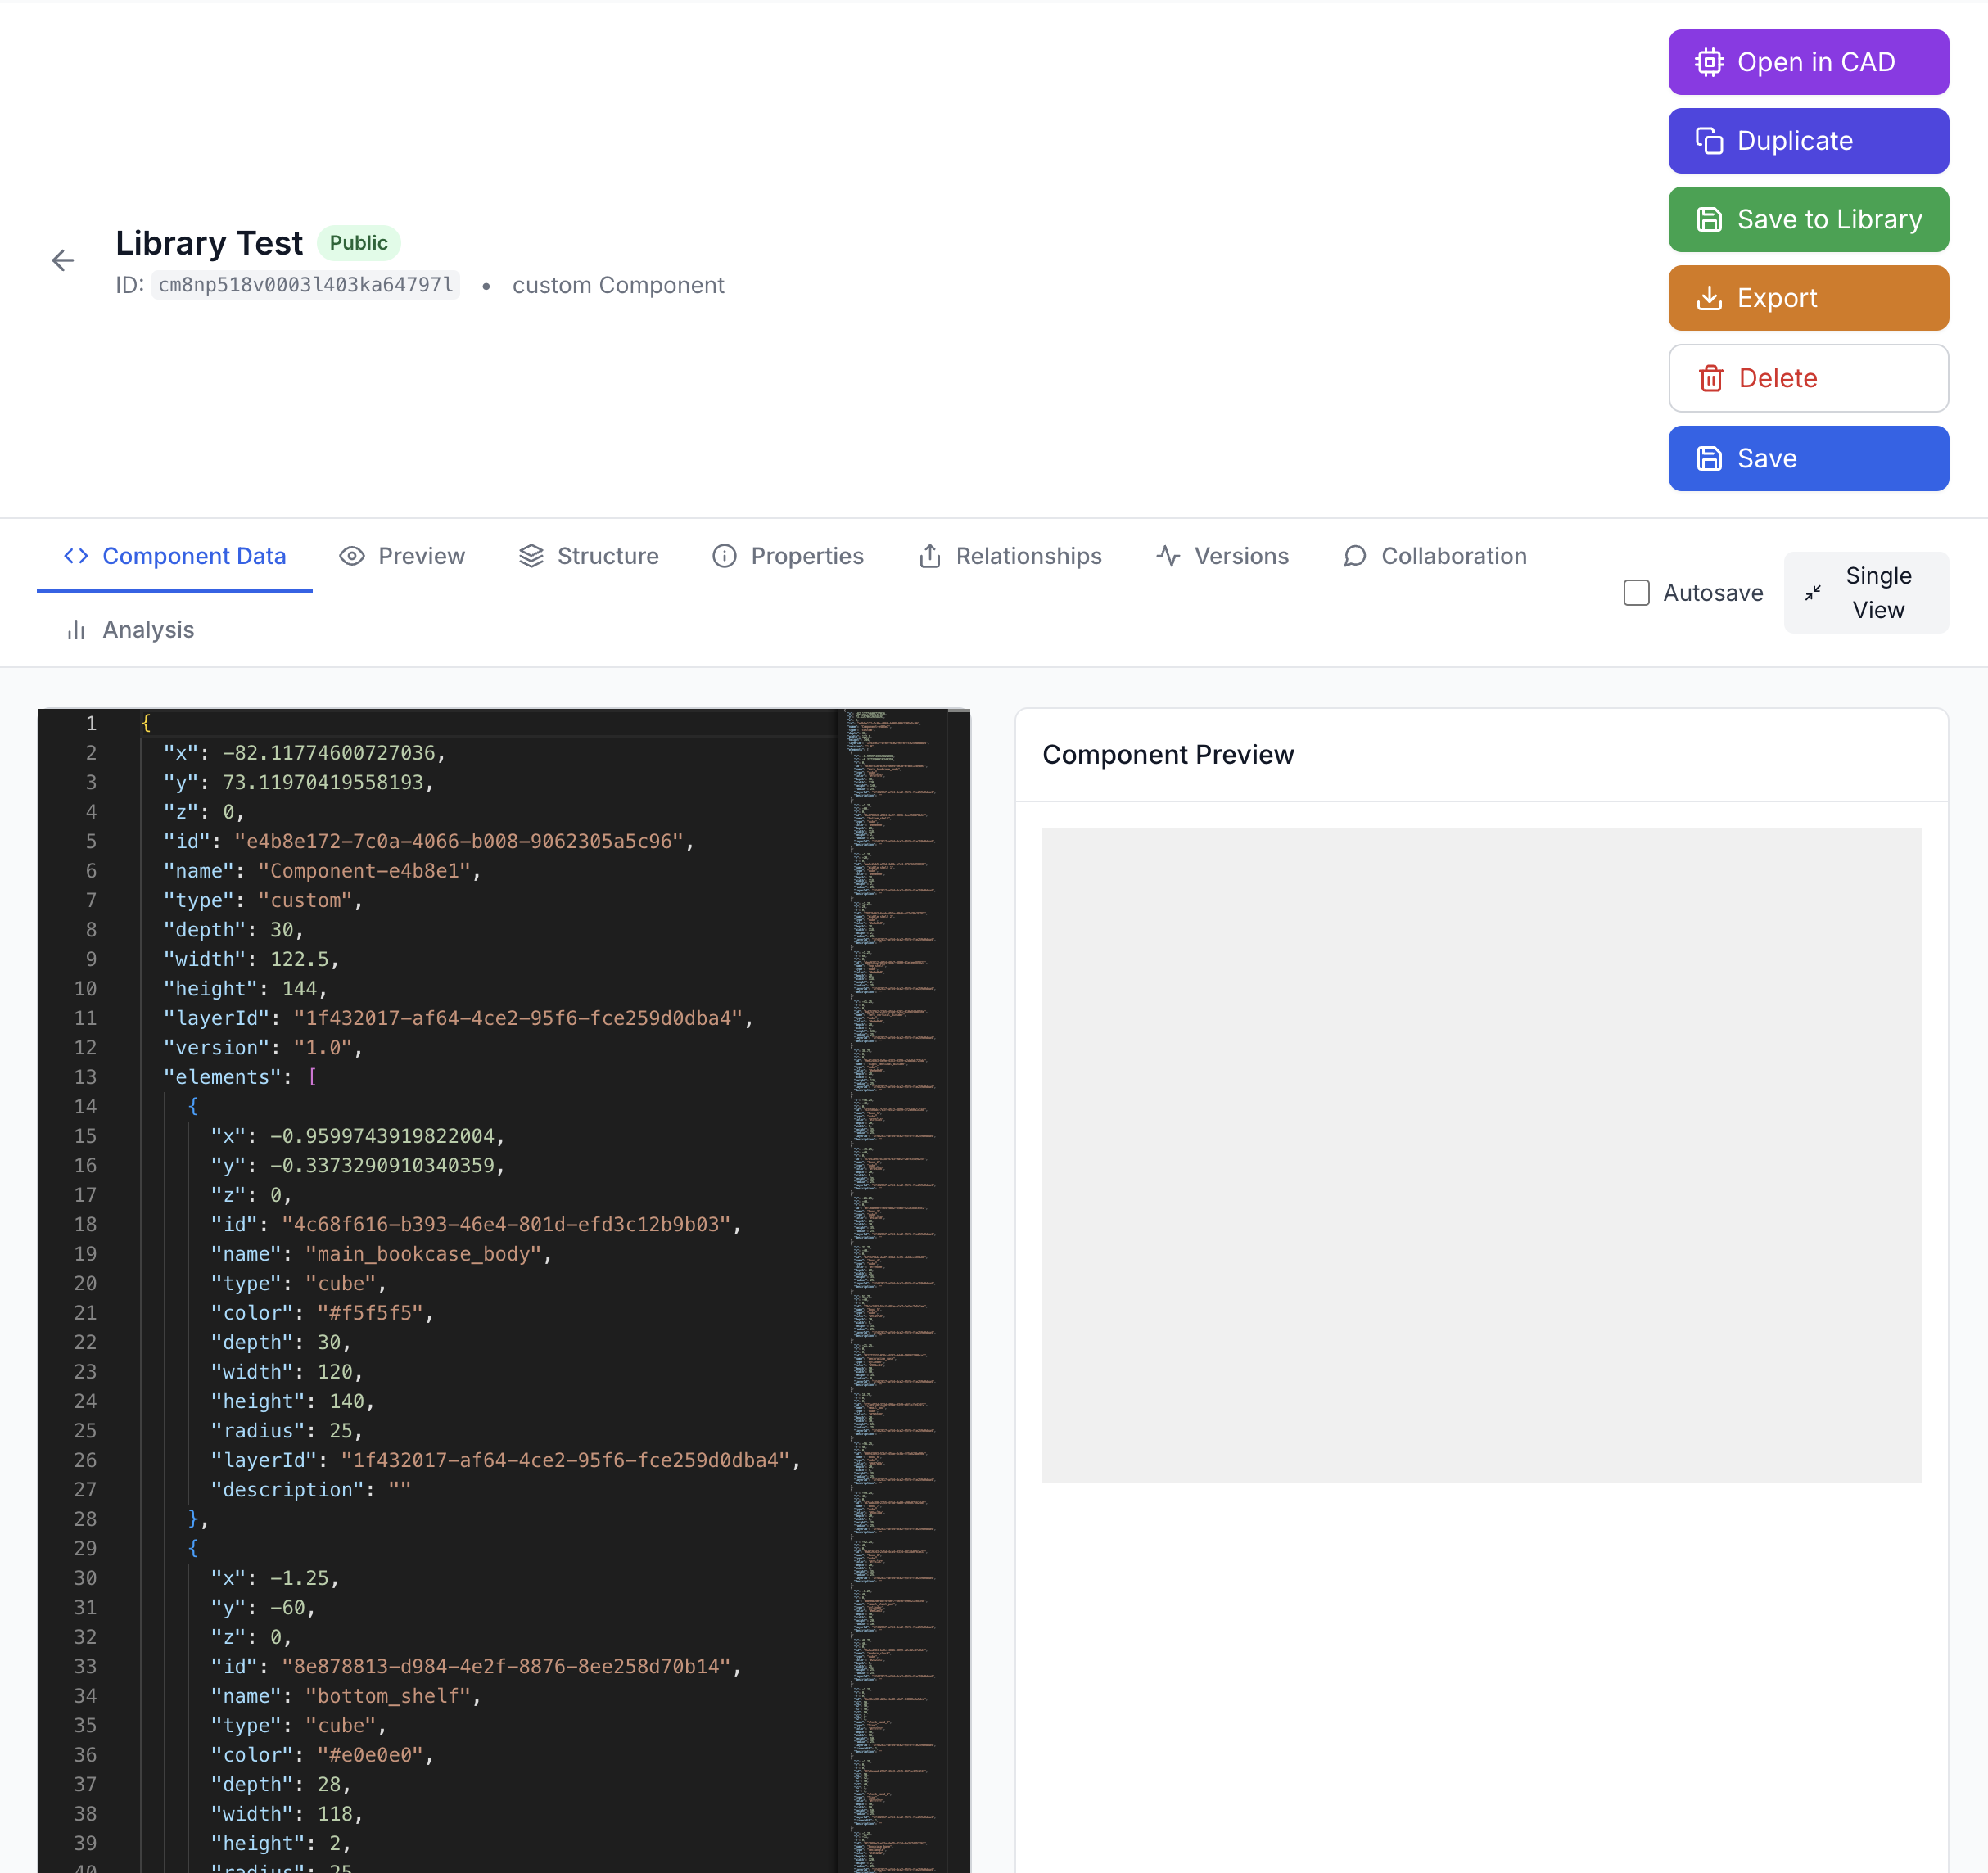 Open in CAD
Duplicate
Save to Library
Export
Delete
Save
Library Test Public
ID: cm8np518v0003l403ka64797l • custom Component
Component Data Preview Structure Properties Relationships Versions Collaboration
Analysis
Autosave
Single
View
1 {
2 "x": -82.11774600727036,
3 "y": 73.11970419558193,
4 "z": 0,
5 "id": "e4b8e172-7c0a-4066-b008-9062305a5c96",
6 "name": "Component-e4b8e1",
7 "type": "custom",
8 "depth": 30,
9 "width": 122.5,
10 "height": 144,
11 "layerId": "1f432017-af64-4ce2-95f6-fce259d0dba4",
12 "version": "1.0",
13 "elements": [
14 {
15 "x": -0.9599743919822004,
16 "y": -0.3373290910340359,
17 "z": 0,
18 "id": "4c68f616-b393-46e4-801d-efd3c12b9b03",
19 "name": "main_bookcase_body",
20 "type": "cube",
21 "color": "#f5f5f5",
22 "depth": 30,
23 "width": 120,
24 "height": 140,
25 "radius": 25,
26 "layerId": "1f432017-af64-4ce2-95f6-fce259d0dba4",
27 "description": ""
28 },
29 {
30 "x": -1.25,
31 "y": -60,
32 "z": 0,
33 "id": "8e878813-d984-4e2f-8876-8ee258d70b14",
34 "name": "bottom_shelf",
35 "type": "cube",
36 "color": "#e0e0e0",
37 "depth": 28,
38 "width": 118,
39 "height": 2,
40 "radius": 25
Component Preview